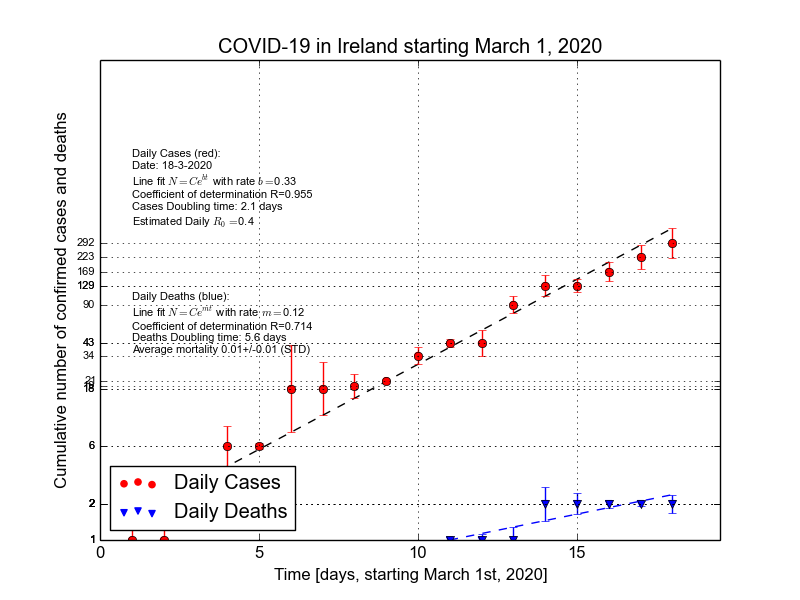 COVID-19 in Ireland starting March 1, 2020
Cumulative number of confirmed cases and deaths
Daily Cases (red):
Date: 18-3-2020
Line fit N = Ce^{bt} with rate b =0.33
Coefficient of determination R=0.955
Cases Doubling time: 2.1 days
Estimated Daily R_0 =0.4
292
223
169
129
90
Daily Deaths (blue):
Line fit N = Ce^{mt} with rate m =0.12
Coefficient of determination R=0.714
Deaths Doubling time: 5.6 days
Average mortality 0.01+/-0.01 (STD)
43
34
21
18
6
2
1
Daily Cases
Daily Deaths
0 5 10 15
Time [days, starting March 1st, 2020]